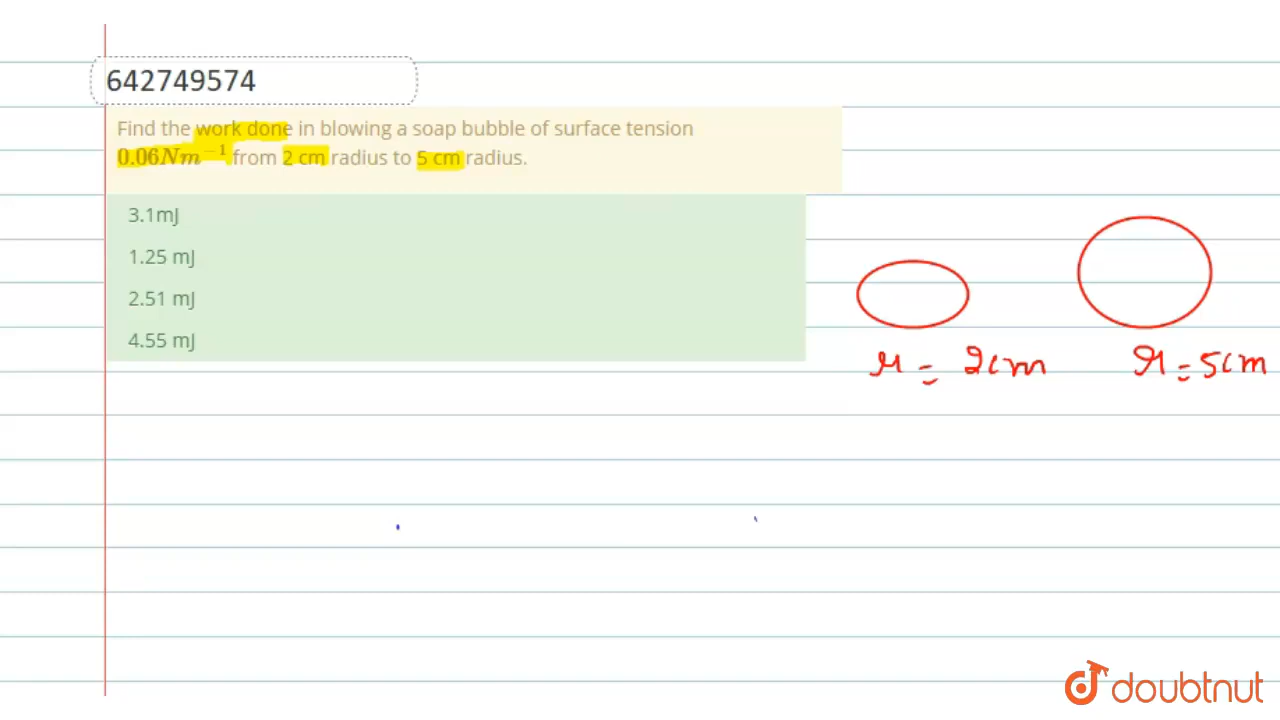 642749574
Find the work done in blowing a soap bubble of surface tension
0.06Nm⁻¹ from 2 cm radius to 5 cm radius.
3.1mJ
1.25 mJ
2.51 mJ
4.55 mJ
r = 2cm
r = 5cm
doubtnut